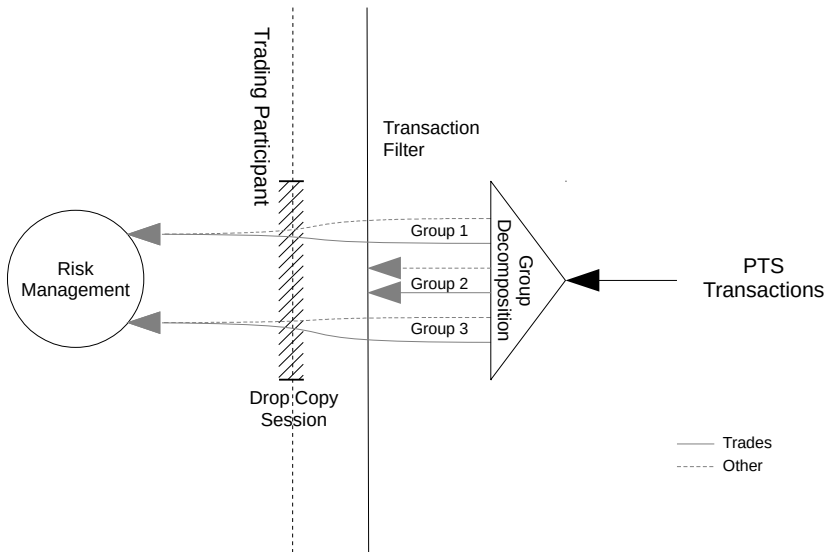 Trading Participant
Transaction
Filter
Group 1
Group 2
Group 3
Group
Decomposition
Risk
Management
PTS
Transactions
Drop Copy
Session
Trades
Other